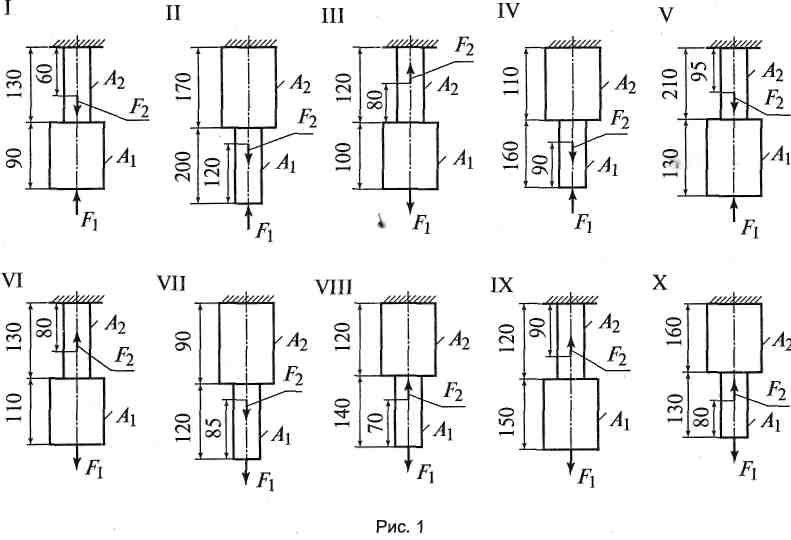 I
II
III
IV
V
130
60
A2
F2
90
A1
F1
170
A2
F2
200
120
A1
F1
120
80
F2
A2
100
A1
F1
110
A2
F2
160
90
A1
F1
210
95
A2
F2
130
A1
F1
VI
VII
VIII
IX
X
130
80
A2
F2
110
A1
F1
90
A2
F2
120
85
A1
F1
120
A2
F2
140
70
A1
F1
120
90
A2
F2
150
A1
F1
160
A2
F2
130
80
A1
F1
Рис. 1